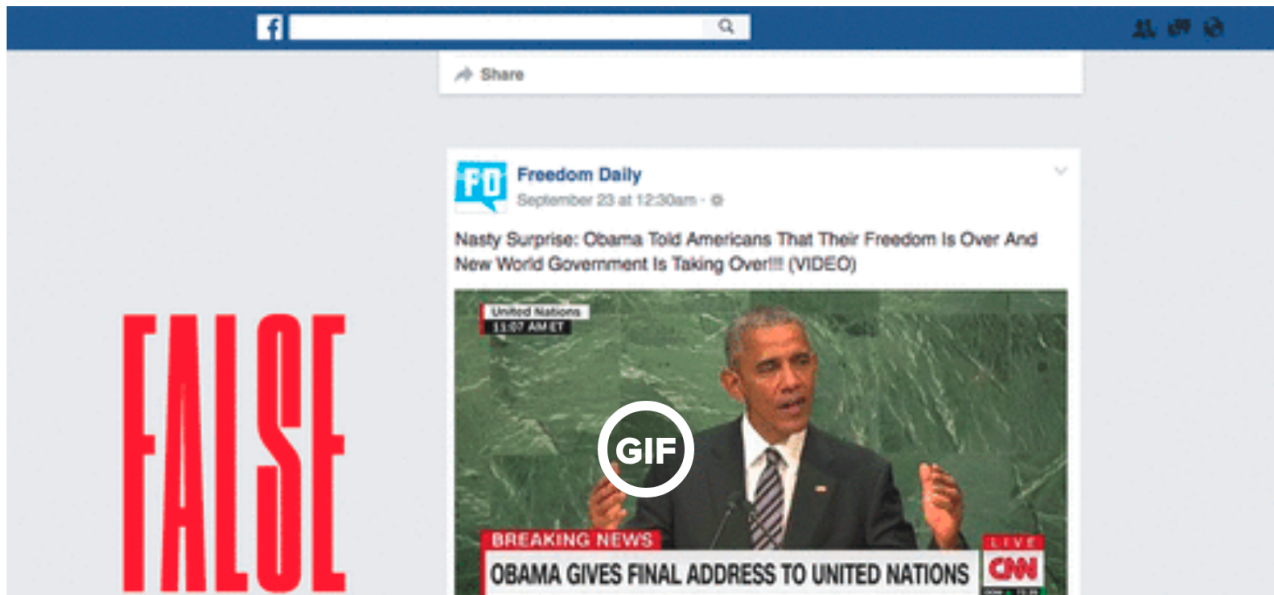 f
Share
FD
Freedom Daily
September 23 at 12:30am ·
Nasty Surprise: Obama Told Americans That Their Freedom Is Over And
New World Government Is Taking Over!!! (VIDEO)
United Nations
11:07 AM ET
FALSE
GIF
BREAKING NEWS
LIVE
OBAMA GIVES FINAL ADDRESS TO UNITED NATIONS
CNN